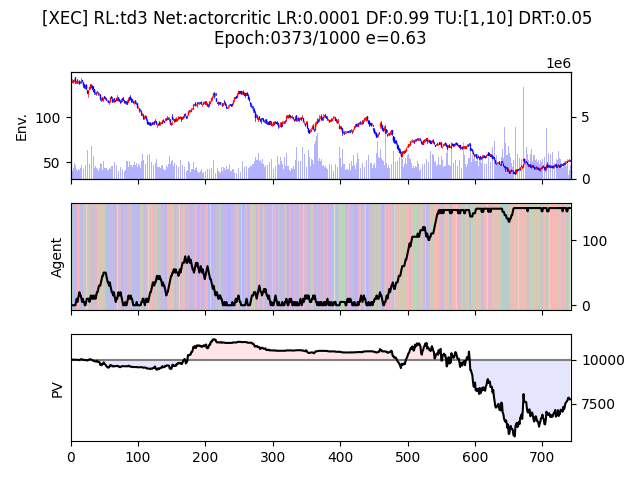 [XEC] RL:td3 Net:actorcritic LR:0.0001 DF:0.99 TU:[1,10] DRT:0.05
Epoch:0373/1000 e=0.63
1e6
Env.
100
50
5
0
Agent
100
0
PV
10000
7500
0 100 200 300 400 500 600 700